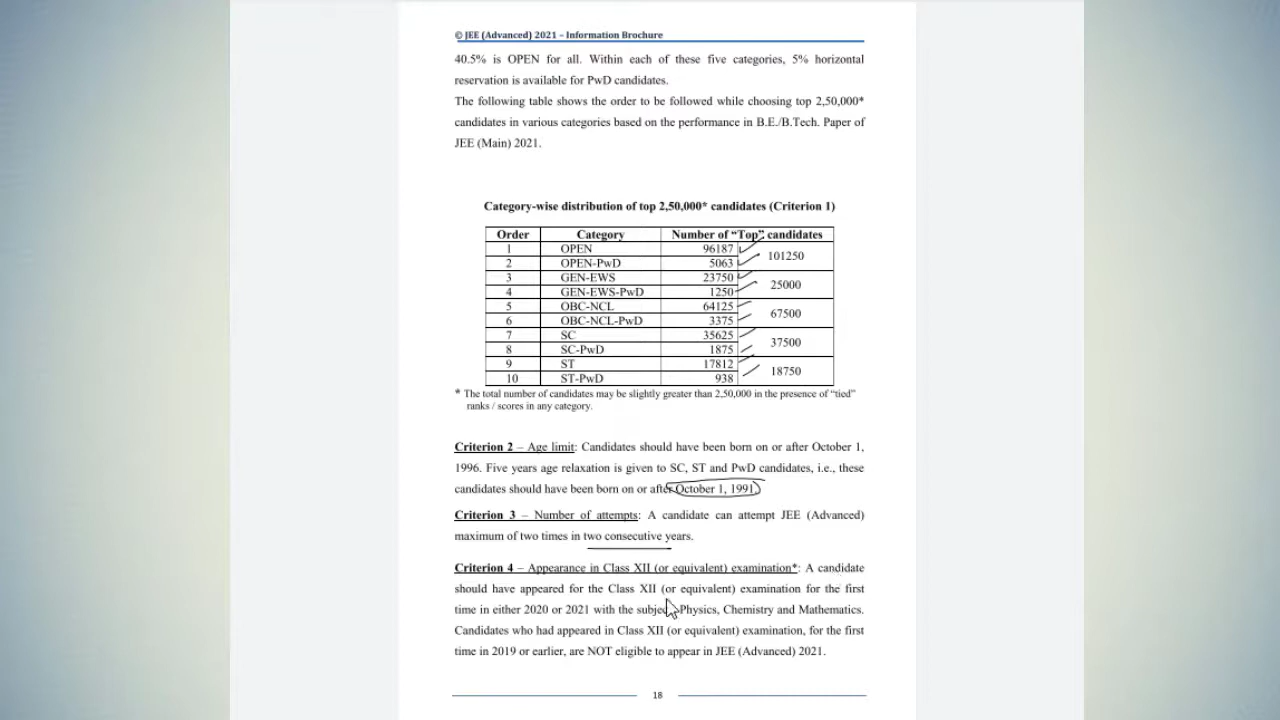 © JEE (Advanced) 2021 – Information Brochure
40.5% is OPEN for all. Within each of these five categories, 5% horizontal
reservation is available for PwD candidates.
The following table shows the order to be followed while choosing top 2,50,000*
candidates in various categories based on the performance in B.E./B.Tech. Paper of
JEE (Main) 2021.
Category-wise distribution of top 2,50,000* candidates (Criterion 1)
Order Category Number of “Top” candidates
1 OPEN 96187 101250
2 OPEN-PwD 5063
3 GEN-EWS 23750 25000
4 GEN-EWS-PwD 1250
5 OBC-NCL 64125 67500
6 OBC-NCL-PwD 3375
7 SC 35625 37500
8 SC-PwD 1875
9 ST 17812 18750
10 ST-PwD 938
* The total number of candidates may be slightly greater than 2,50,000 in the presence of “tied”
ranks / scores in any category.
Criterion 2 – Age limit: Candidates should have been born on or after October 1,
1996. Five years age relaxation is given to SC, ST and PwD candidates, i.e., these
candidates should have been born on or after October 1, 1991.
Criterion 3 – Number of attempts: A candidate can attempt JEE (Advanced)
maximum of two times in two consecutive years.
Criterion 4 – Appearance in Class XII (or equivalent) examination*: A candidate
should have appeared for the Class XII (or equivalent) examination for the first
time in either 2020 or 2021 with the subjects Physics, Chemistry and Mathematics.
Candidates who had appeared in Class XII (or equivalent) examination, for the first
time in 2019 or earlier, are NOT eligible to appear in JEE (Advanced) 2021.
18